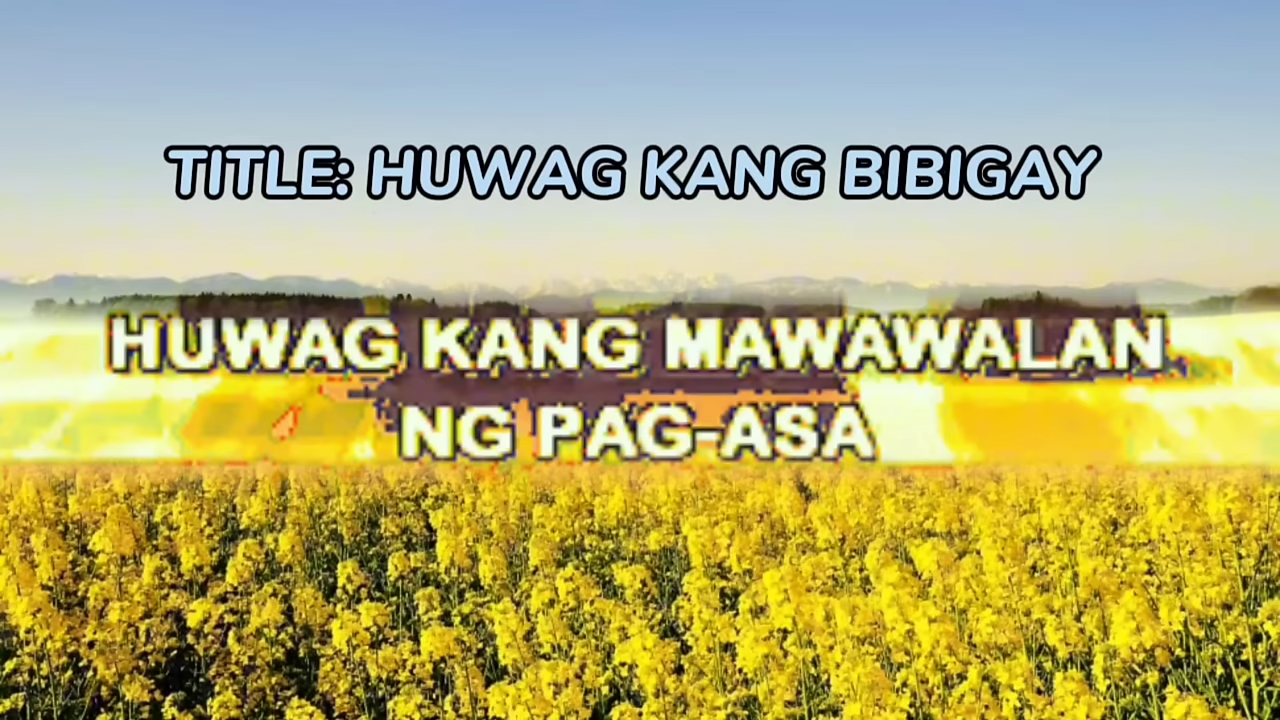 TITLE: HUWAG KANG BIBIGAY
HUWAG KANG MAWAWALAN
NG PAG-ASA